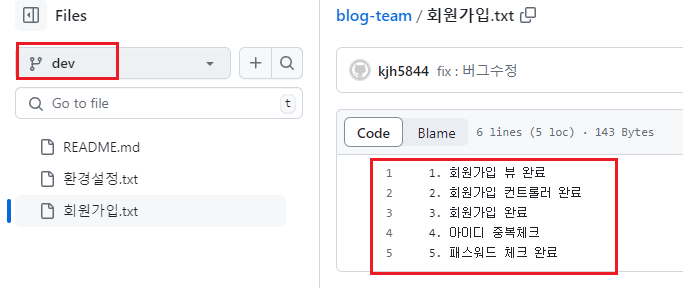 Files
dev
Go to file
t
README.md
환경설정.txt
회원가입.txt
blog-team / 회원가입.txt
kjh5844 fix : 버그수정
Code Blame 6 lines (5 loc) · 143 Bytes
1 1. 회원가입 뷰 완료
2 2. 회원가입 컨트롤러 완료
3 3. 회원가입 완료
4 4. 아이디 중복체크
5 5. 패스워드 체크 완료